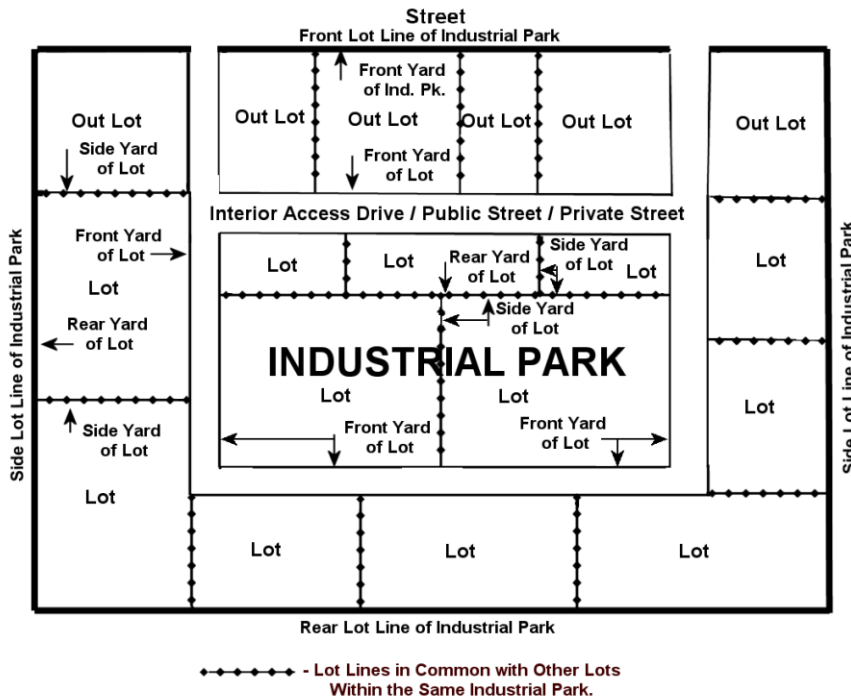 Street
Front Lot Line of Industrial Park
Front Yard
of Ind. Pk.
Out Lot
Out Lot
Out Lot
Out Lot
Out Lot
Out Lot
Side Yard
of Lot
Front Yard
of Lot
Interior Access Drive / Public Street / Private Street
Front Yard
of Lot
Lot
Rear Yard
of Lot
Side Yard
of Lot
Lot
Lot
Rear Yard
of Lot
Side Yard
of Lot
Lot
Lot
Side Yard
of Lot
INDUSTRIAL PARK
Lot
Lot
Lot
Front Yard
of Lot
Front Yard
of Lot
Side Lot Line of Industrial Park
Side Lot Line of Industrial Park
Lot
Lot
Lot
Lot
Rear Lot Line of Industrial Park
- Lot Lines in Common with Other Lots
Within the Same Industrial Park.